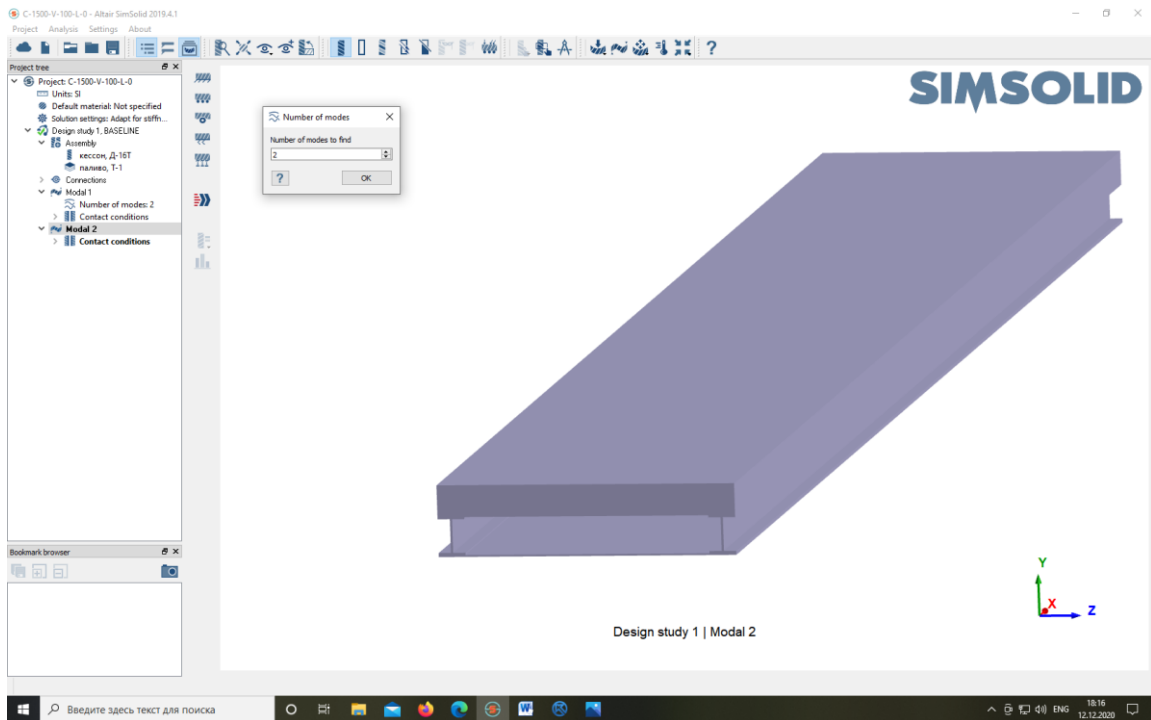 C-1500-V-100-L-0 - Altair SimSolid 2019.4.1
Project Analysis Settings About
Project tree
Project: C-1500-V-100-L-0
Units: SI
Default material: Not specified
Solution settings: Adapt for stiffn...
Design study 1, BASELINE
Assembly
кессон, Д-16Т
паливо, Т-1
Connections
Modal 1
Number of modes: 2
Contact conditions
Modal 2
Contact conditions
Number of modes
Number of modes to find
2
? OK
SIMSOLID
Bookmark browser
Y
X
Z
Design study 1 | Modal 2
Введите здесь текст для поиска
ENG
18:16
12.12.2020